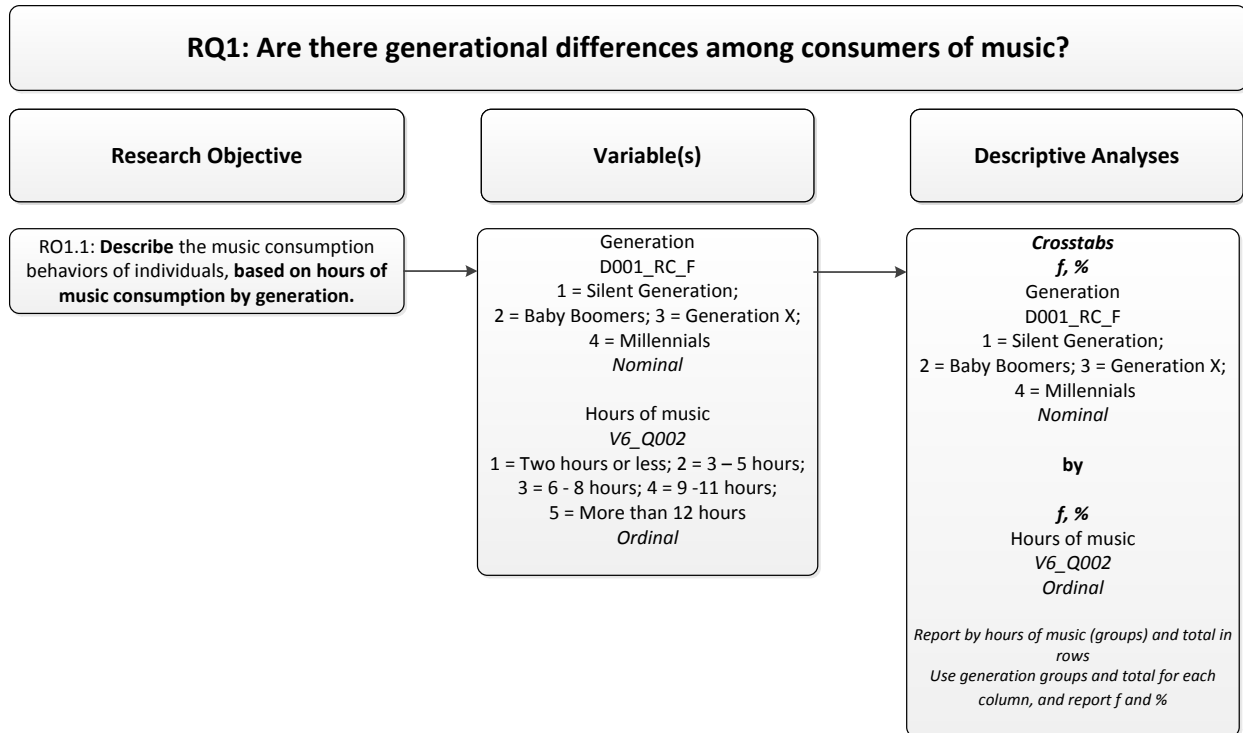 RQ1: Are there generational differences among consumers of music?
Research Objective
Variable(s)
Descriptive Analyses
RO1.1: Describe the music consumption
behaviors of individuals, based on hours of
music consumption by generation.
Generation
D001_RC_F
1 = Silent Generation;
2 = Baby Boomers; 3 = Generation X;
4 = Millennials
Nominal
Hours of music
V6_Q002
1 = Two hours or less; 2 = 3 – 5 hours;
3 = 6 - 8 hours; 4 = 9 -11 hours;
5 = More than 12 hours
Ordinal
Crosstabs
f, %
Generation
D001_RC_F
1 = Silent Generation;
2 = Baby Boomers; 3 = Generation X;
4 = Millennials
Nominal
by
f, %
Hours of music
V6_Q002
Ordinal
Report by hours of music (groups) and total in
rows
Use generation groups and total for each
column, and report f and %